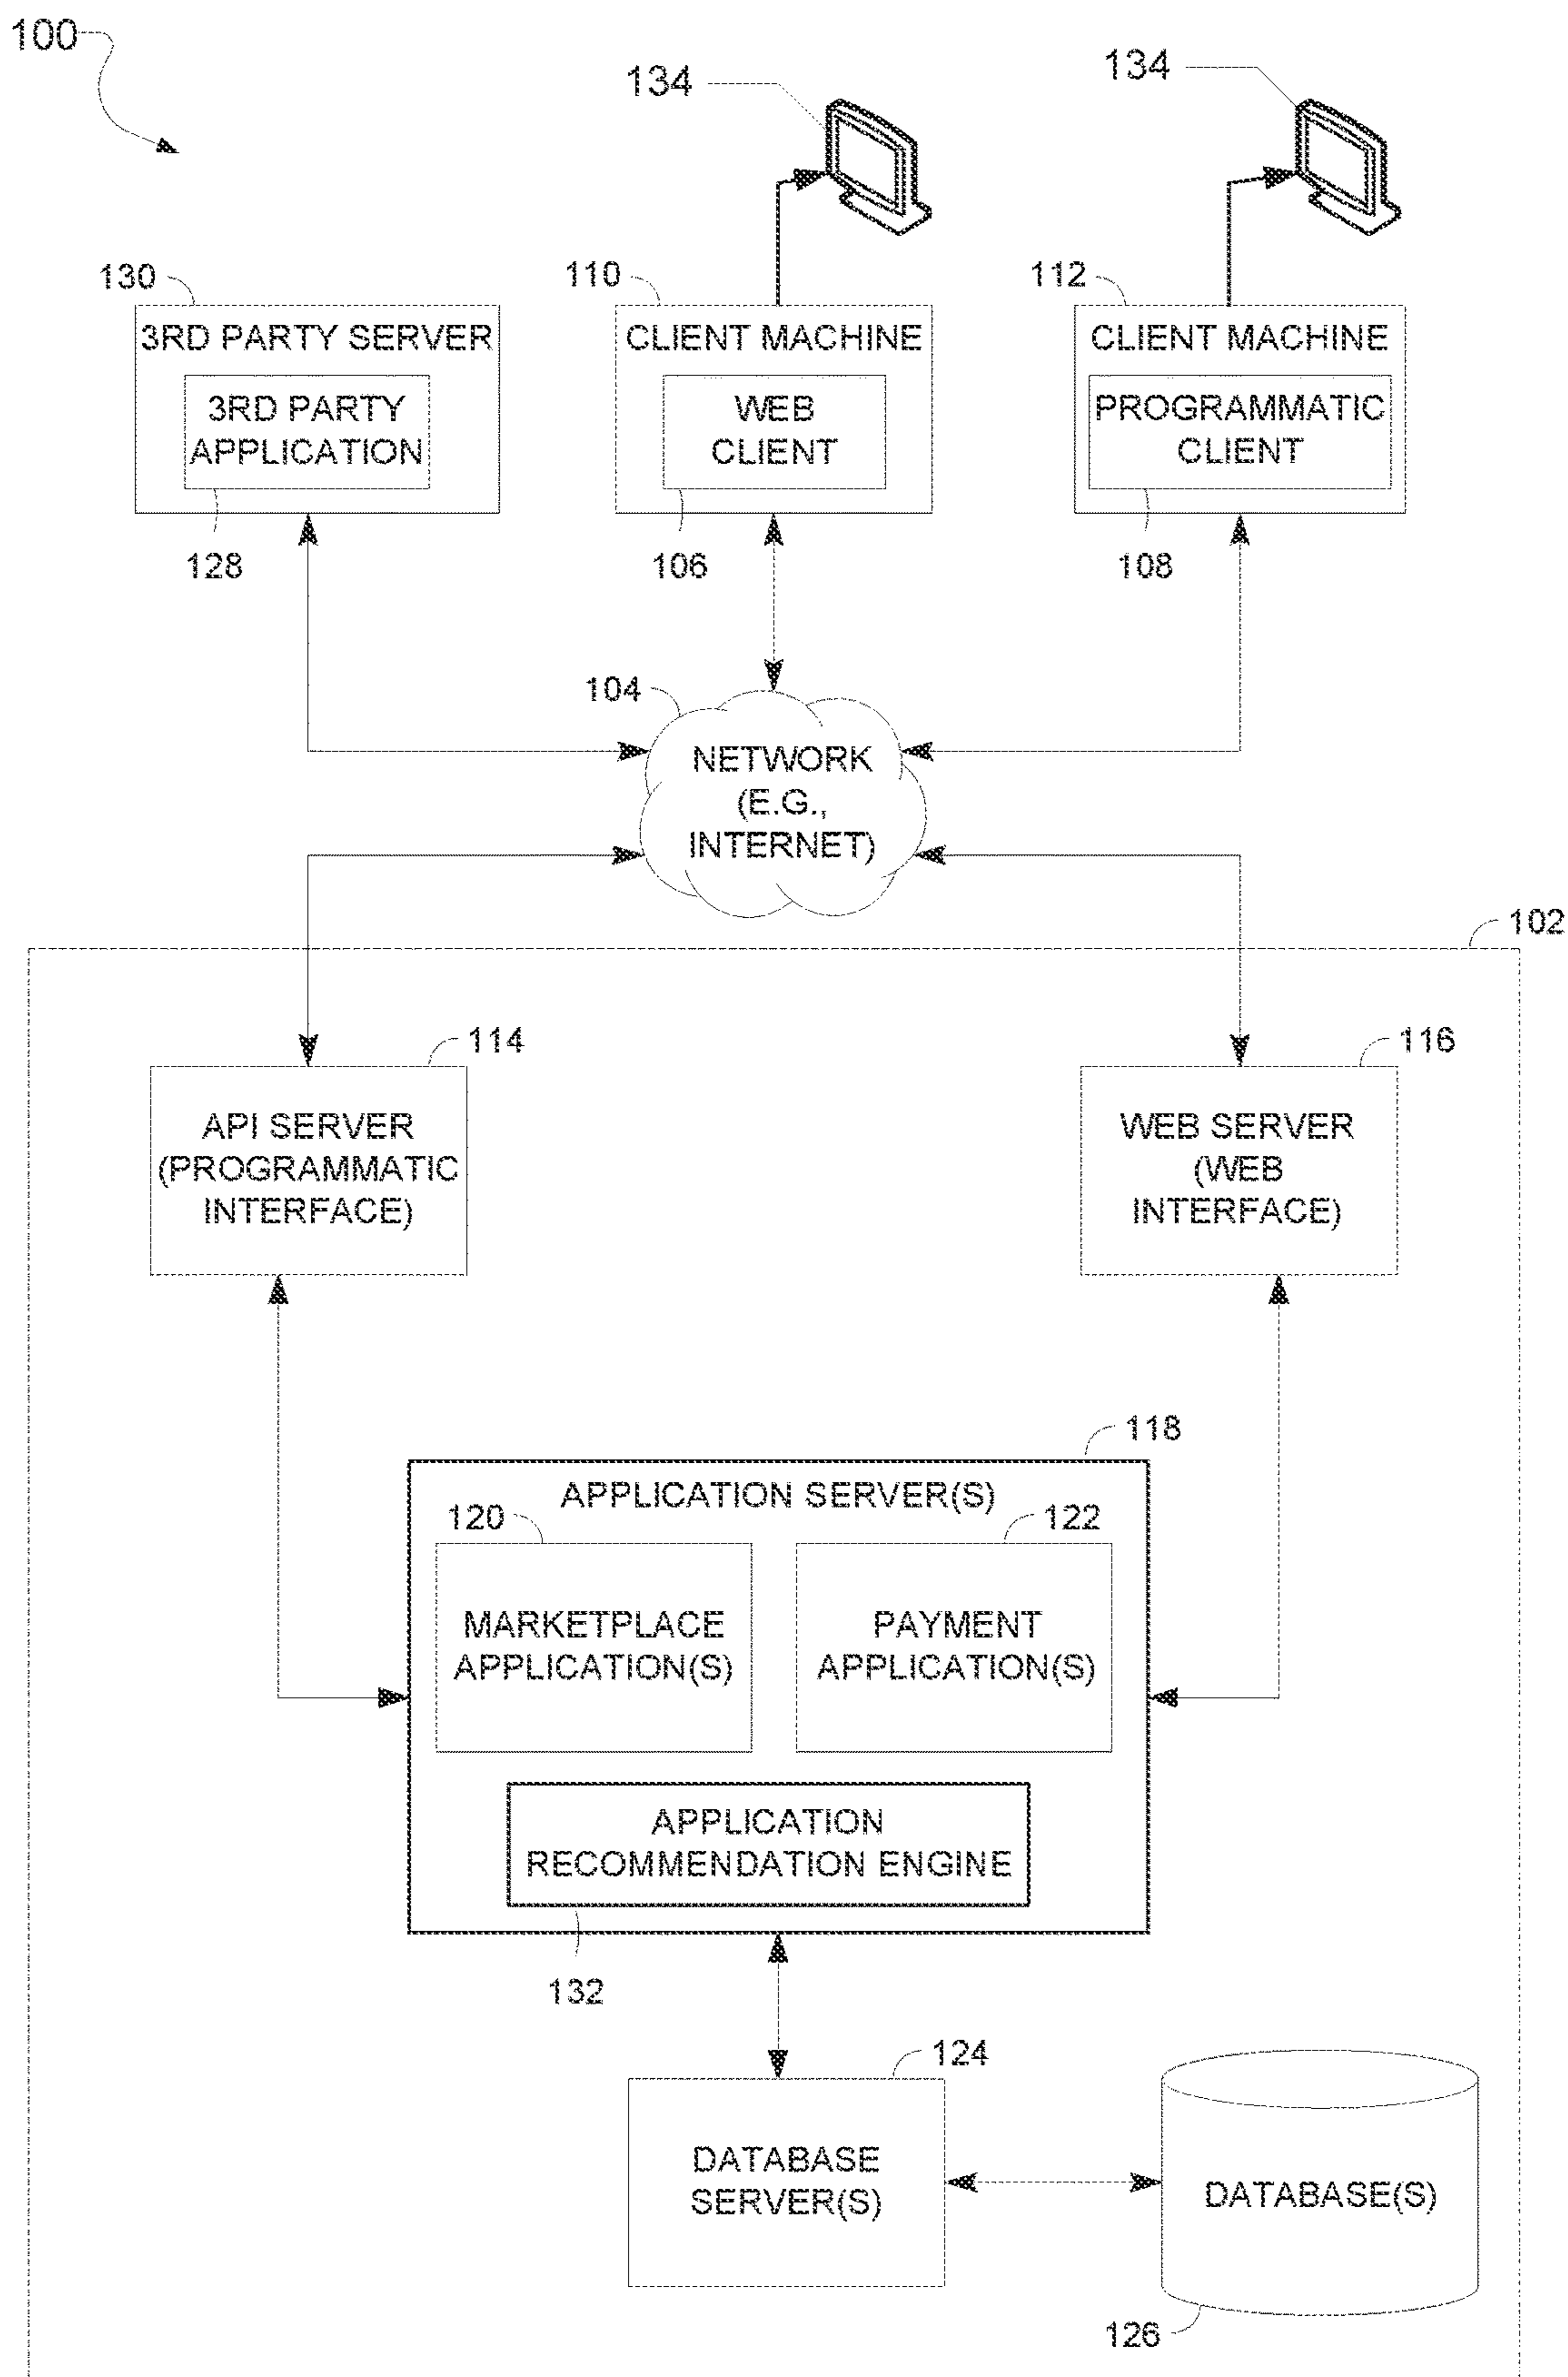 100
134
134
130
110
112
3RD PARTY SERVER
3RD PARTY
APPLICATION
128
CLIENT MACHINE
WEB
CLIENT
106
CLIENT MACHINE
PROGRAMMATIC
CLIENT
108
104
NETWORK
(E.G.,
INTERNET)
102
114
API SERVER
(PROGRAMMATIC
INTERFACE)
116
WEB SERVER
(WEB
INTERFACE)
118
APPLICATION SERVER(S)
120
MARKETPLACE
APPLICATION(S)
122
PAYMENT
APPLICATION(S)
APPLICATION
RECOMMENDATION ENGINE
132
124
DATABASE
SERVER(S)
DATABASE(S)
126